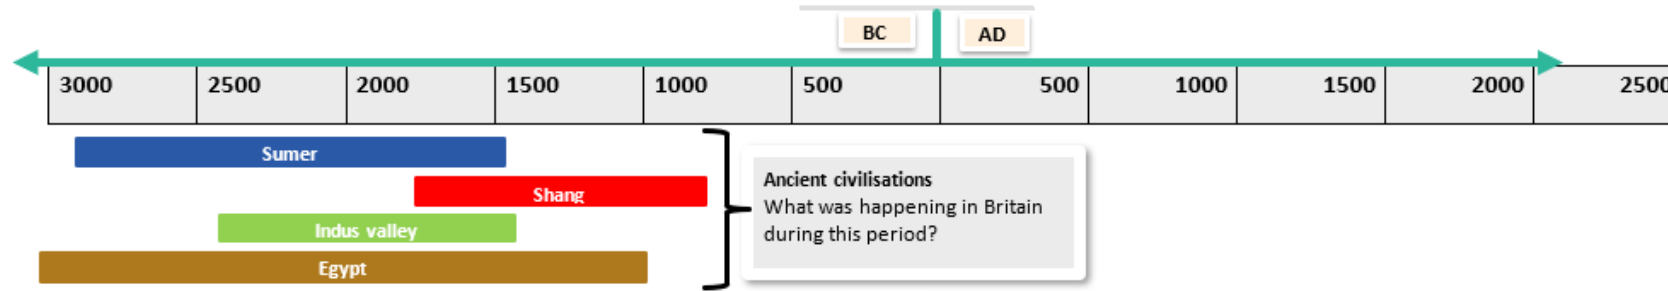 BC AD
3000 2500 2000 1500 1000 500 500 1000 1500 2000 2500
Sumer
Shang
Indus valley
Egypt
Ancient civilisations
What was happening in Britain
during this period?